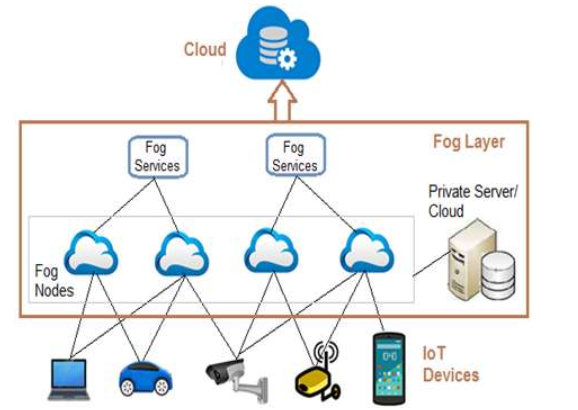 Cloud
Fog Layer
Fog
Services
Fog
Services
Private Server/
Cloud
Fog
Nodes
IoT
Devices